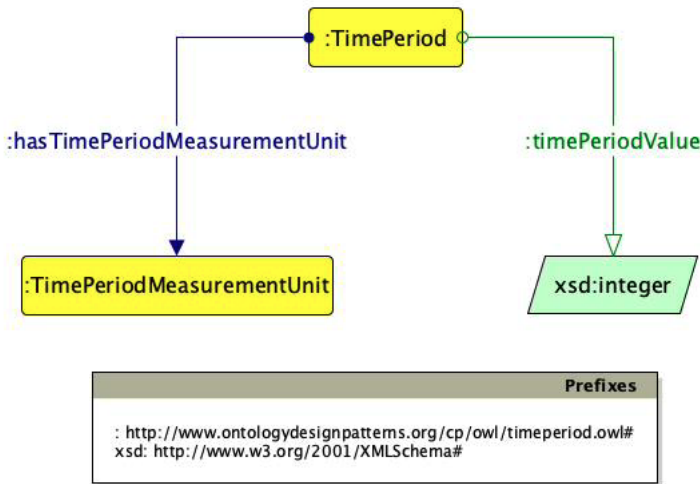 :TimePeriod
:hasTimePeriodMeasurementUnit
:timePeriodValue
:TimePeriodMeasurementUnit
xsd:integer
Prefixes
: http://www.ontologydesignpatterns.org/cp/owl/timeperiod.owl#
xsd: http://www.w3.org/2001/XMLSchema#